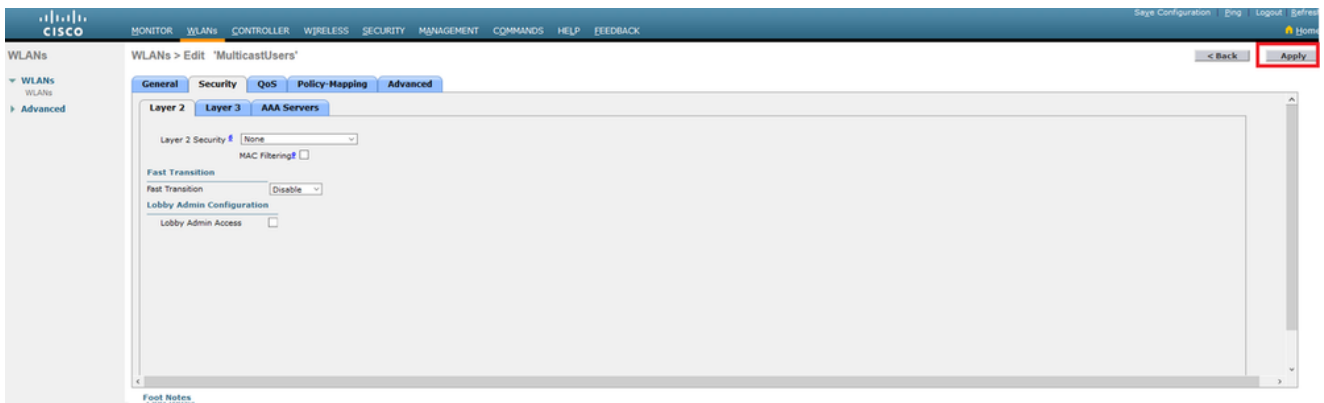 Save Configuration | Ping | Logout | Refresh
CISCO
MONITOR WLANs CONTROLLER WIRELESS SECURITY MANAGEMENT COMMANDS HELP FEEDBACK
Home
WLANs
WLANs > Edit 'MulticastUsers'
< Back
Apply
WLANs
WLANs
Advanced
General Security QoS Policy-Mapping Advanced
Layer 2 Layer 3 AAA Servers
Layer 2 Security None
MAC Filtering
Fast Transition
Fast Transition Disable
Lobby Admin Configuration
Lobby Admin Access
Foot Notes